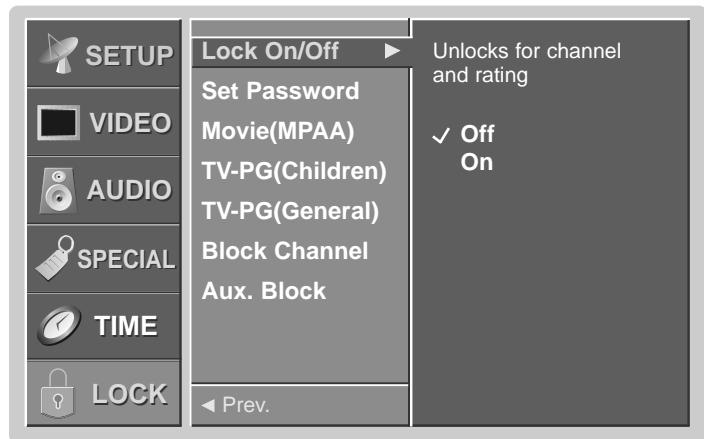 SETUP
VIDEO
AUDIO
SPECIAL
TIME
LOCK
Lock On/Off ►
Set Password
Movie(MPAA)
TV-PG(Children)
TV-PG(General)
Block Channel
Aux. Block
◄ Prev.
Unlocks for channel
and rating
✓ Off
On